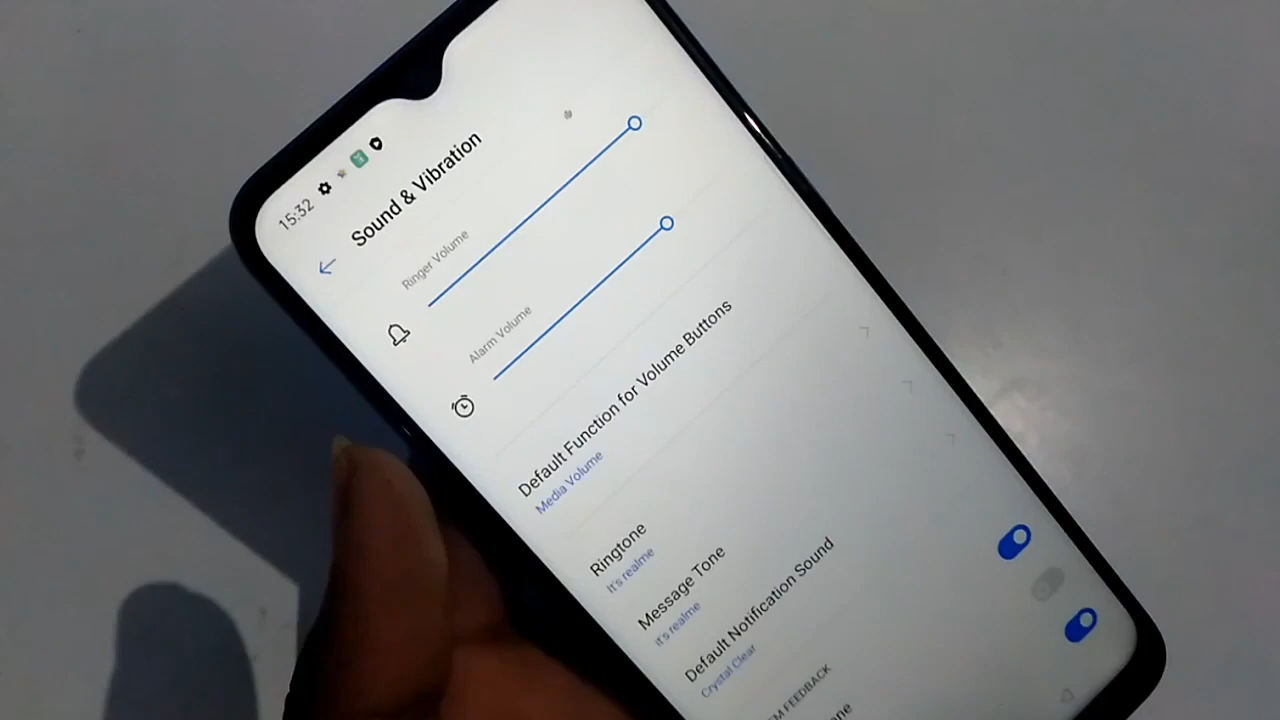 15:32
Sound & Vibration
Ringer Volume
Alarm Volume
Default Function for Volume Buttons
Media Volume
Ringtone
It's realme
Message Tone
it's realme
Default Notification Sound
Crystal Clear
FEEDBACK